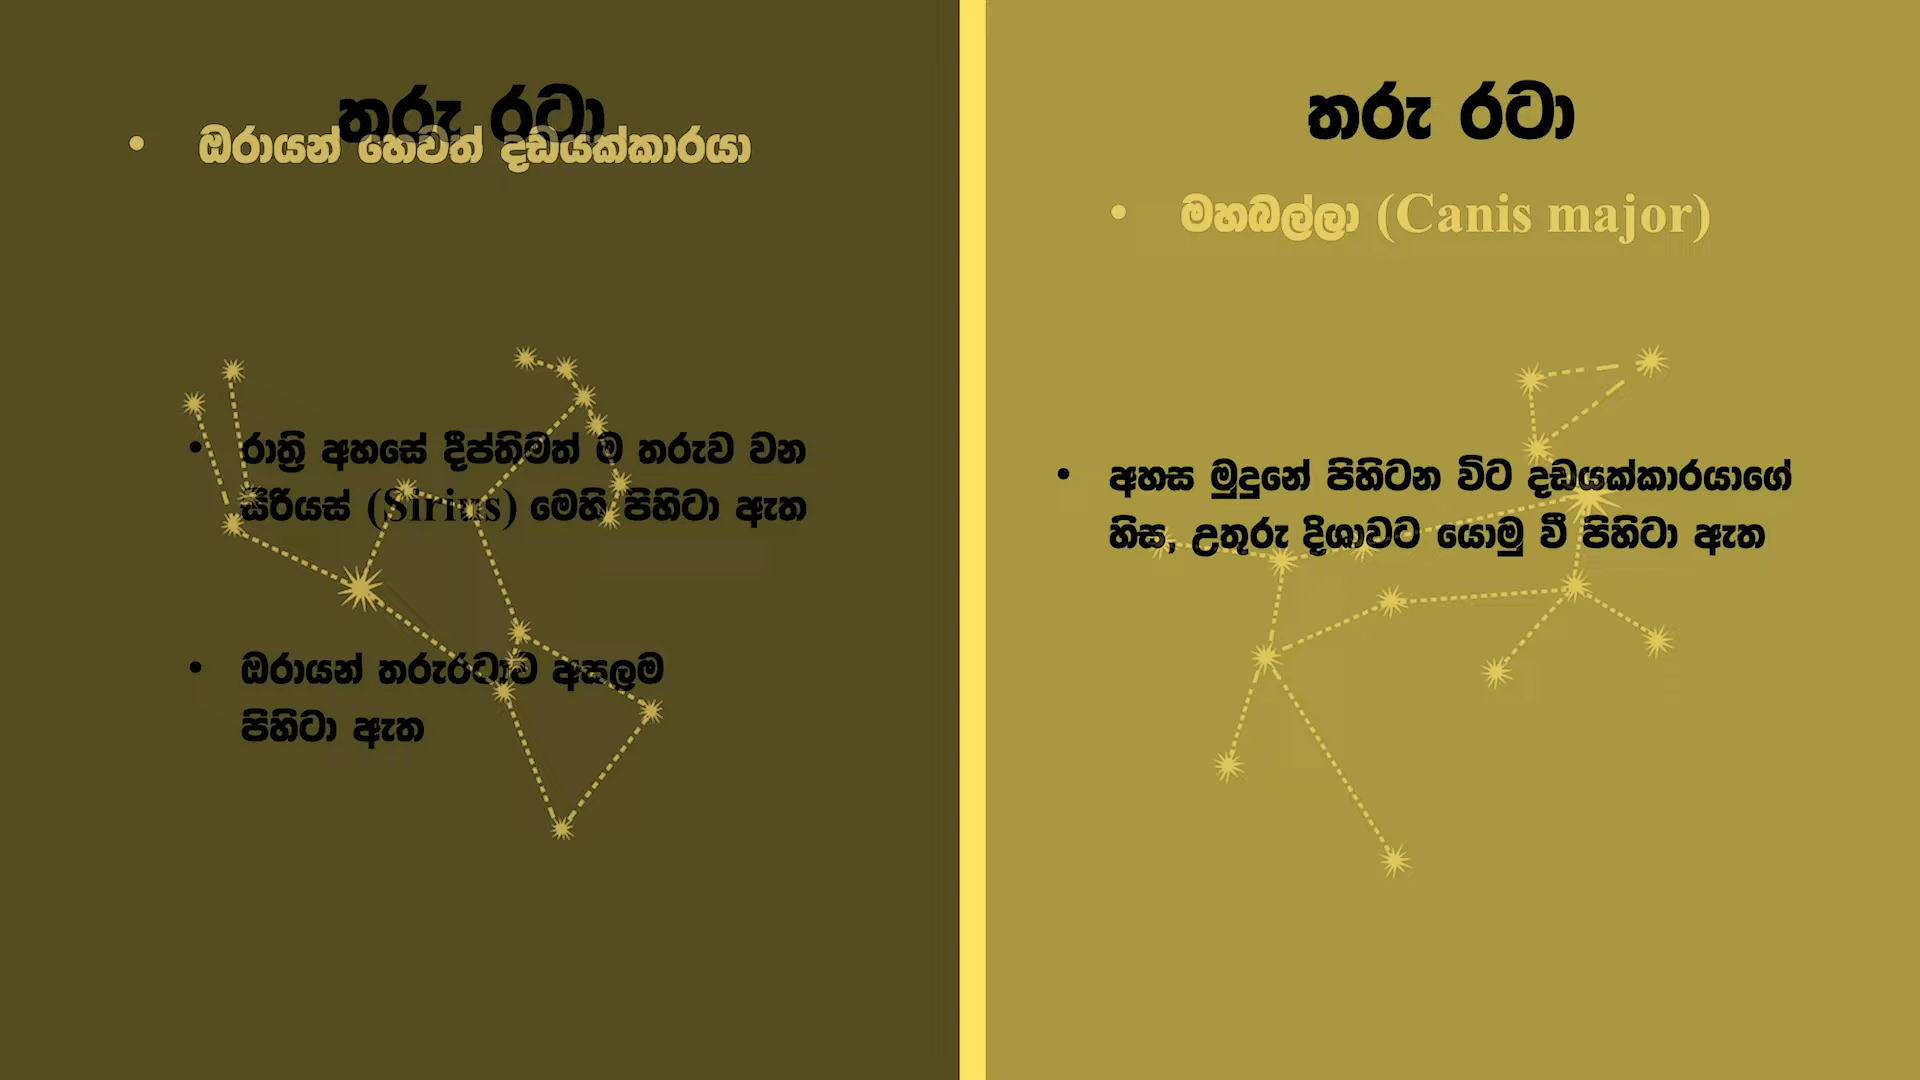 තරු රටා
• ඔරායන් හෙවත් දඩයක්කාරයා
• රාත්‍රි අහසේ දීප්තිමත් ම තරුව වන
සිරියස් (Sirius) මෙහි පිහිටා ඇත
• ඔරායන් තරුරටාව අසලම
පිහිටා ඇත
තරු රටා
• මහබල්ලා (Canis major)
• අහස මුදුනේ පිහිටන විට දඩයක්කාරයාගේ
හිස, උතුරු දිශාවට යොමු වී පිහිටා ඇත